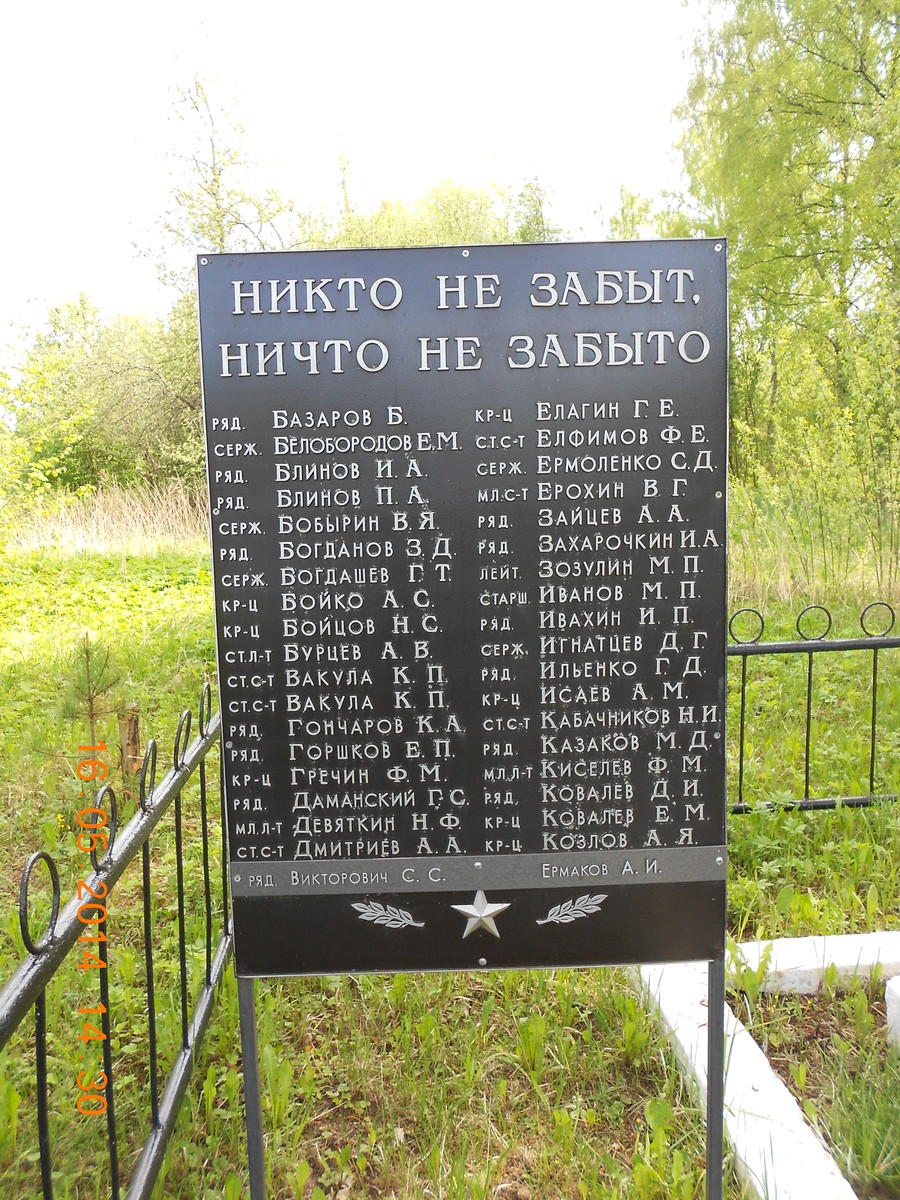 НИКТО НЕ ЗАБЫТ,
НИЧТО НЕ ЗАБЫТО
РЯД. БАЗАРОВ Б.
СЕРЖ. БЕЛОБОРОДОВ Е.М.
РЯД. БЛИНОВ И.А.
РЯД. БЛИНОВ П.А.
СЕРЖ. БОБЫРИН В.Я.
РЯД. БОГДАНОВ З.Д.
СЕРЖ. БОГДАШЕВ Г.Т.
КР-Ц БОЙКО А.С.
КР-Ц БОЙЦОВ Н.С.
СТ.Л-Т БУРЦЕВ А.В.
СТ.С-Т ВАКУЛА К.П.
СТ.С-Т ВАКУЛА К.П.
РЯД. ГОНЧАРОВ К.А.
РЯД. ГОРШКОВ Е.П.
КР-Ц ГРЕЧИН Ф.М.
РЯД. ДАМАНСКИЙ Г.С.
МЛ.Л-Т ДЕВЯТКИН Н.Ф.
СТ.С-Т ДМИТРИЕВ А.А.
КР-Ц ЕЛАГИН Г.Е.
СТ.С-Т ЕЛФИМОВ Ф.Е.
СЕРЖ. ЕРМОЛЕНКО С.Д.
МЛ.С-Т ЕРОХИН В.Г.
РЯД. ЗАЙЦЕВ А.А.
РЯД. ЗАХАРОЧКИН И.А.
ЛЕЙТ. ЗОЗУЛИН М.П.
СТАРШ. ИВАНОВ М.П.
РЯД. ИВАХИН И.П.
СЕРЖ. ИГНАТЦЕВ Д.Г.
РЯД. ИЛЬЕНКО Г.Д.
КР-Ц ИСАЕВ А.М.
СТ.С-Т КАБАЧНИКОВ Н.И.
РЯД. КАЗАКОВ М.Д.
МЛ.Л-Т КИСЕЛЕВ Ф.М.
РЯД. КОВАЛЕВ Д.И.
КР-Ц КОВАЛЕВ Е.М.
КР-Ц КОЗЛОВ А.Я.
РЯД. ВИКТОРОВИЧ С.С.
ЕРМАКОВ А.И.
16.05.2014 14:30